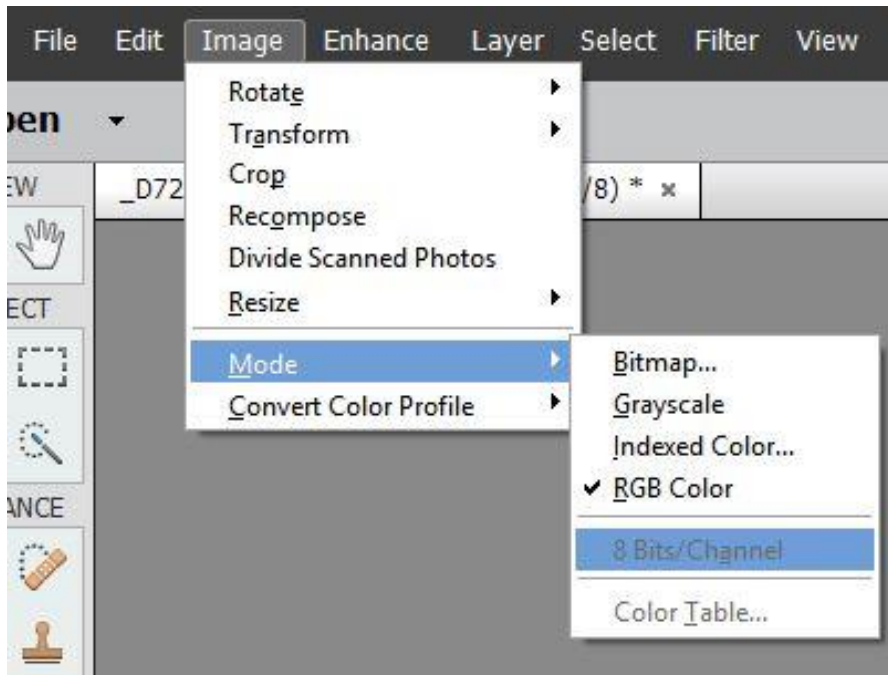 File Edit Image Enhance Layer Select Filter View
Rotate
pen
Transform
Crop
EW
_D72
/8) * ×
Recompose
Divide Scanned Photos
ECT
Resize
Mode
Bitmap...
Convert Color Profile
Grayscale
Indexed Color...
RGB Color
ANCE
8 Bits/Channel
Color Table...